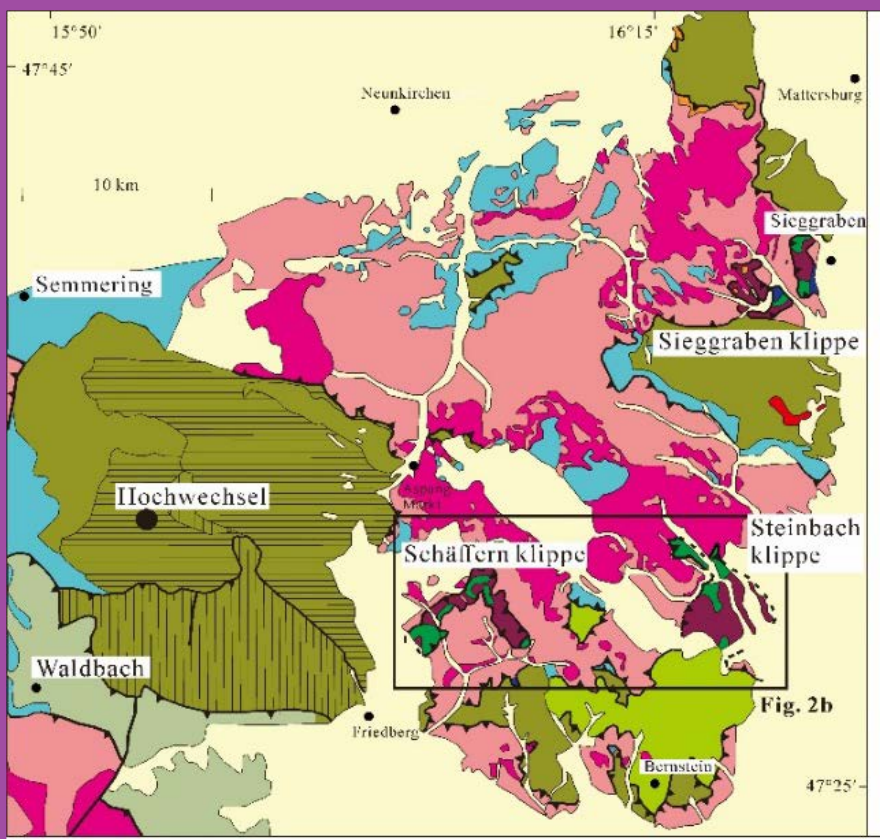 15°50'
16°15'
47°45'
Neunkirchen
Mattersburg
10 km
Sieggraben
Semmering
Sieggraben klippe
Aspang
Markt
Hochwechsel
Steinbach
klippe
Schäffern klippe
Waldbach
Fig. 2b
Friedberg
Bernstein
47°25'